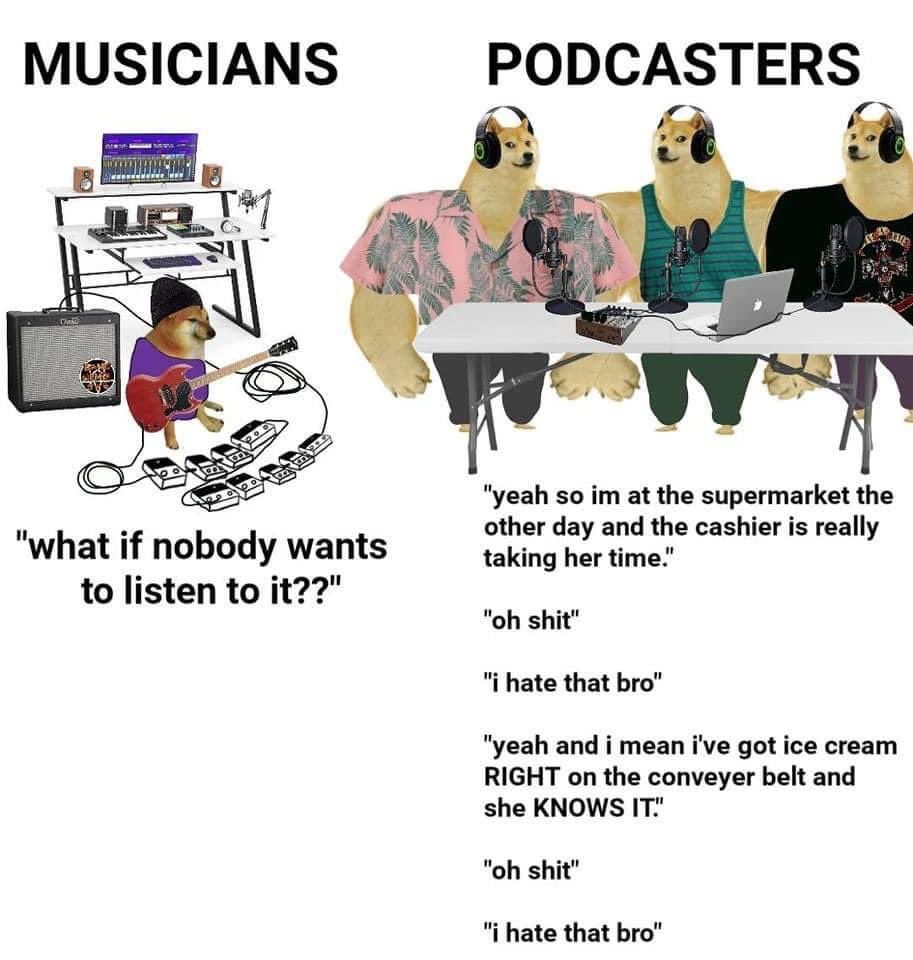 MUSICIANS
PODCASTERS
"what if nobody wants
to listen to it??"
"yeah so im at the supermarket the
other day and the cashier is really
taking her time."
"oh shit"
"i hate that bro"
"yeah and i mean i've got ice cream
RIGHT on the conveyer belt and
she KNOWS IT."
"oh shit"
"i hate that bro"